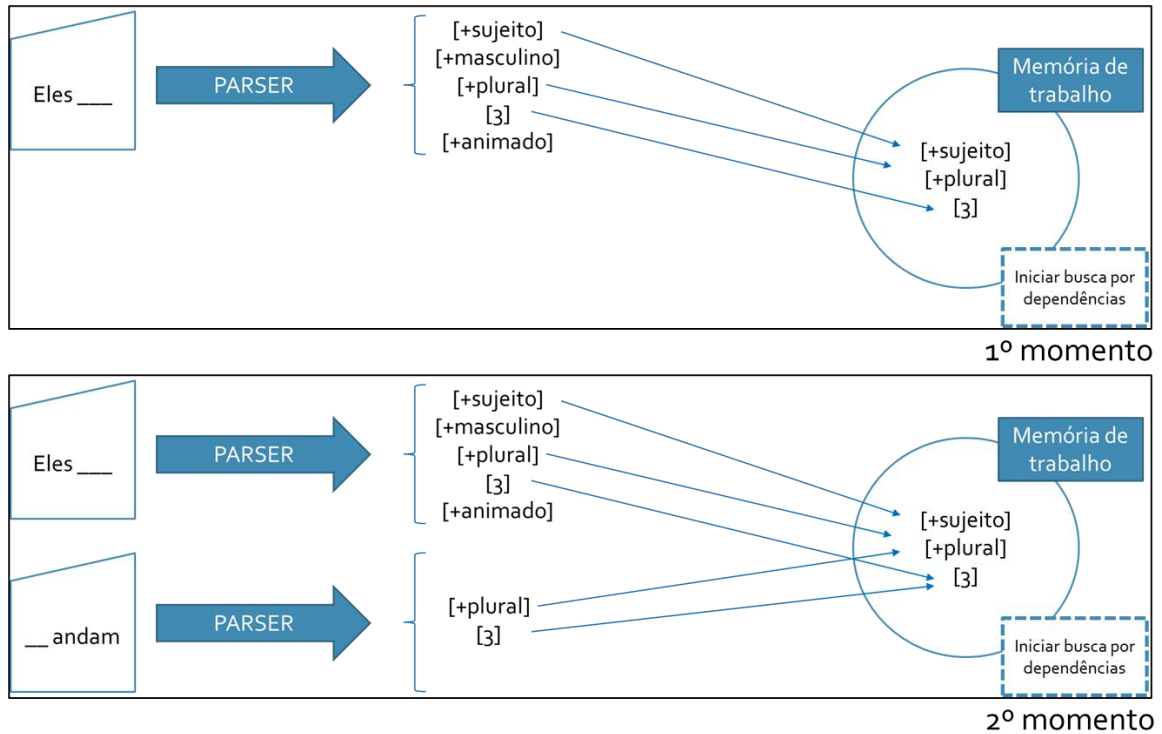 Eles ___
PARSER
[+sujeito]
[+masculino]
[+plural]
[3]
[+animado]
Memória de
trabalho
[+sujeito]
[+plural]
[3]
Iniciar busca por
dependências
1º momento
Eles ___
PARSER
[+sujeito]
[+masculino]
[+plural]
[3]
[+animado]
__ andam
PARSER
[+plural]
[3]
Memória de
trabalho
[+sujeito]
[+plural]
[3]
Iniciar busca por
dependências
2º momento